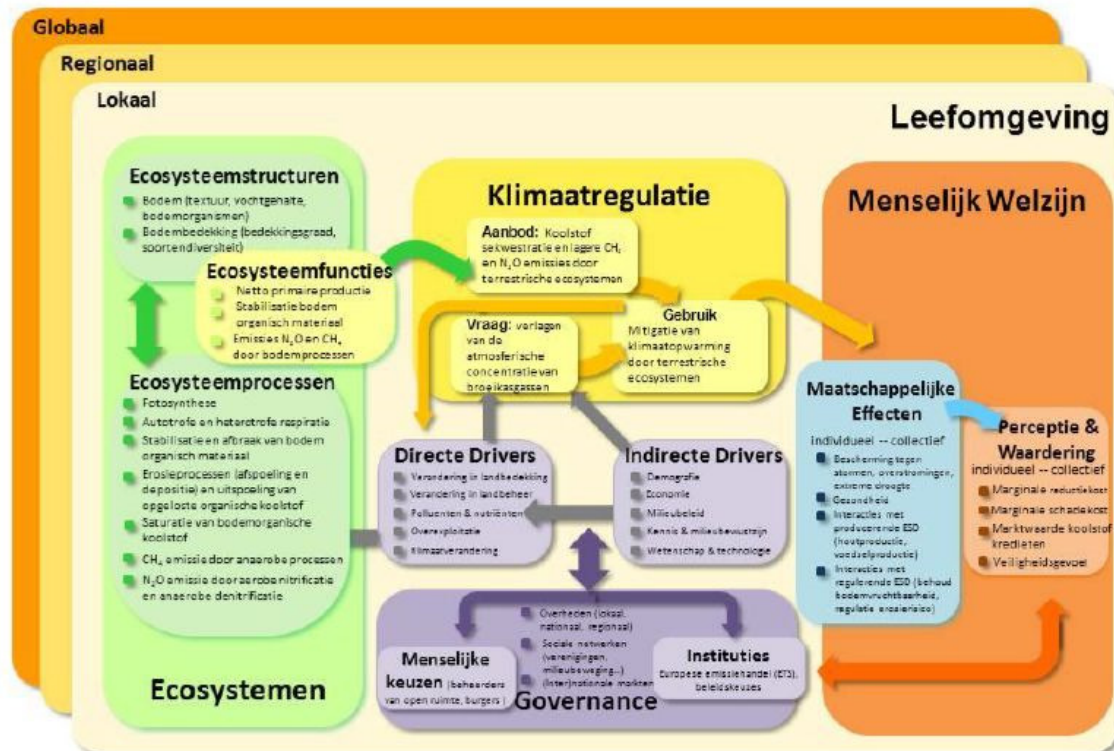 Globaal
Regionaal
Lokaal
Leefomgeving
Ecosysteemstructuren
Bodem (textuur, vochtgehalte,
bodemorganismen)
Bodembedekking (bedekkingsgraad,
soortendiversiteit)
Ecosysteemfuncties
Netto primaire productie
Stabilisatie bodem
organisch materiaal
Emissies N₂O en CH₄
door bodemprocessen
Ecosysteemprocessen
Fotosynthese
Autotrofe en heterotrofe respiratie
Stabilisatie en afbraak van bodem
organisch materiaal
Erosieprocessen (afspoeling en
depositie) en uitspoeling van
opgeloste organische koolstof
Saturatie van bodemorganische
koolstof
CH₄ emissie door anaerobe processen
N₂O emissie door aerobe nitrificatie
en anaerobe denitrificatie
Ecosystemen
Klimaatregulatie
Aanbod: Koolstof
sekwestratie en lagere CH₄
en N₂O emissies door
terrestrische ecosystemen
Vraag: verlagen
van de
atmosferische
concentratie van
broeikasgassen
Gebruik
Mitigatie van
klimaatopwarming
door terrestrische
ecosystemen
Directe Drivers
Verandering in landbedekking
Verandering in landbeheer
Polluenten & nutriënten
Overexploitatie
Klimaatverandering
Indirecte Drivers
Demografie
Economie
Milieubeleid
Kennis & milieubewustzijn
Wetenschap & technologie
Overheden (lokaal,
nationaal, regionaal)
Sociale netwerken
(verenigingen,
milieubeweging...)
(Inter)nationale markten
Menselijke
keuzen (beheerders
van open ruimte, burgers )
Instituties
Europese emissiehandel (ETS),
beleidskeuzes
Governance
Menselijk Welzijn
Maatschappelijke
Effecten
individueel -- collectief
Bescherming tegen
stormen, overstromingen,
extreme droogte
Gezondheid
Interacties met
producerende ESD
(houtproductie,
voedselproductie)
Interacties met
regulerende ESD (behoud
bodemvruchtbaarheid,
regulatie erosierisico)
Perceptie &
Waardering
individueel -- collectief
Marginale reductiekost
Marginale schadekost
Marktwaarde koolstof
kredieten
Veiligheidsgevoel